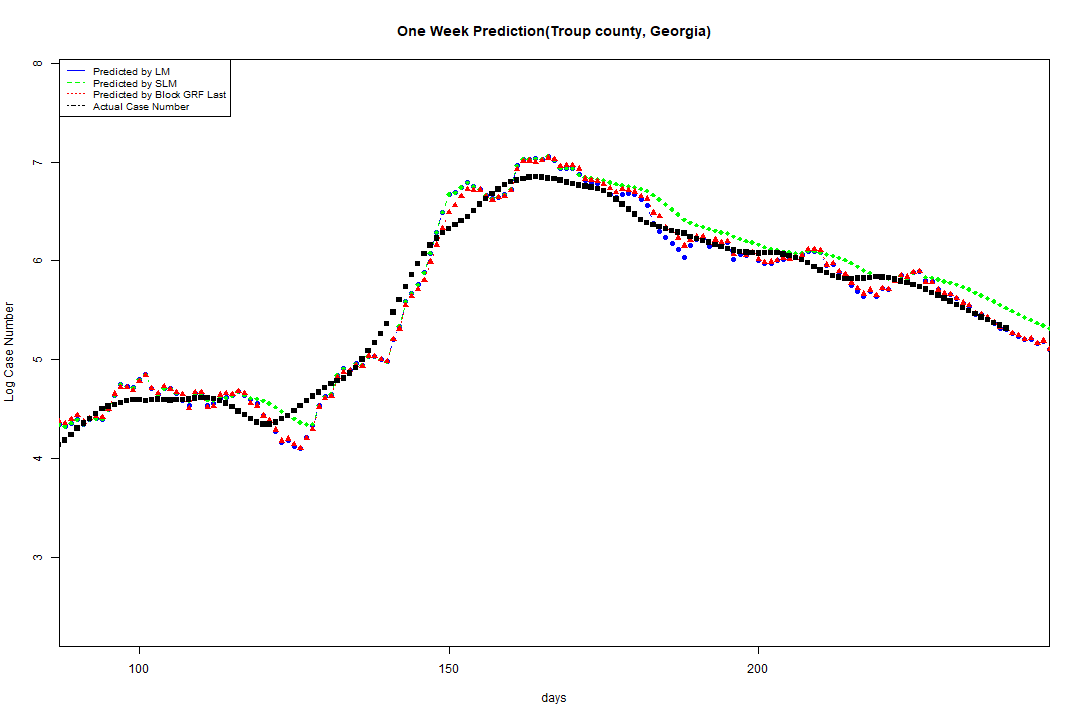 One Week Prediction(Troup county, Georgia)
Predicted by LM
Predicted by SLM
Predicted by Block GRF Last
Actual Case Number
8
7
6
5
4
3
Log Case Number
100 150 200
days